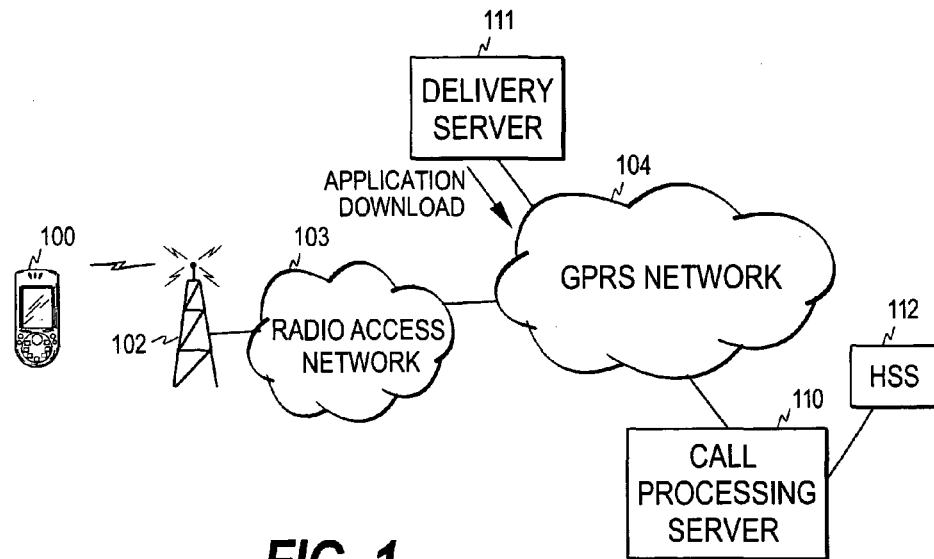 111
DELIVERY
SERVER
APPLICATION
DOWNLOAD
104
100
103
GPRS NETWORK
102
RADIO ACCESS
NETWORK
112
HSS
110
CALL
PROCESSING
SERVER
FIG. 1